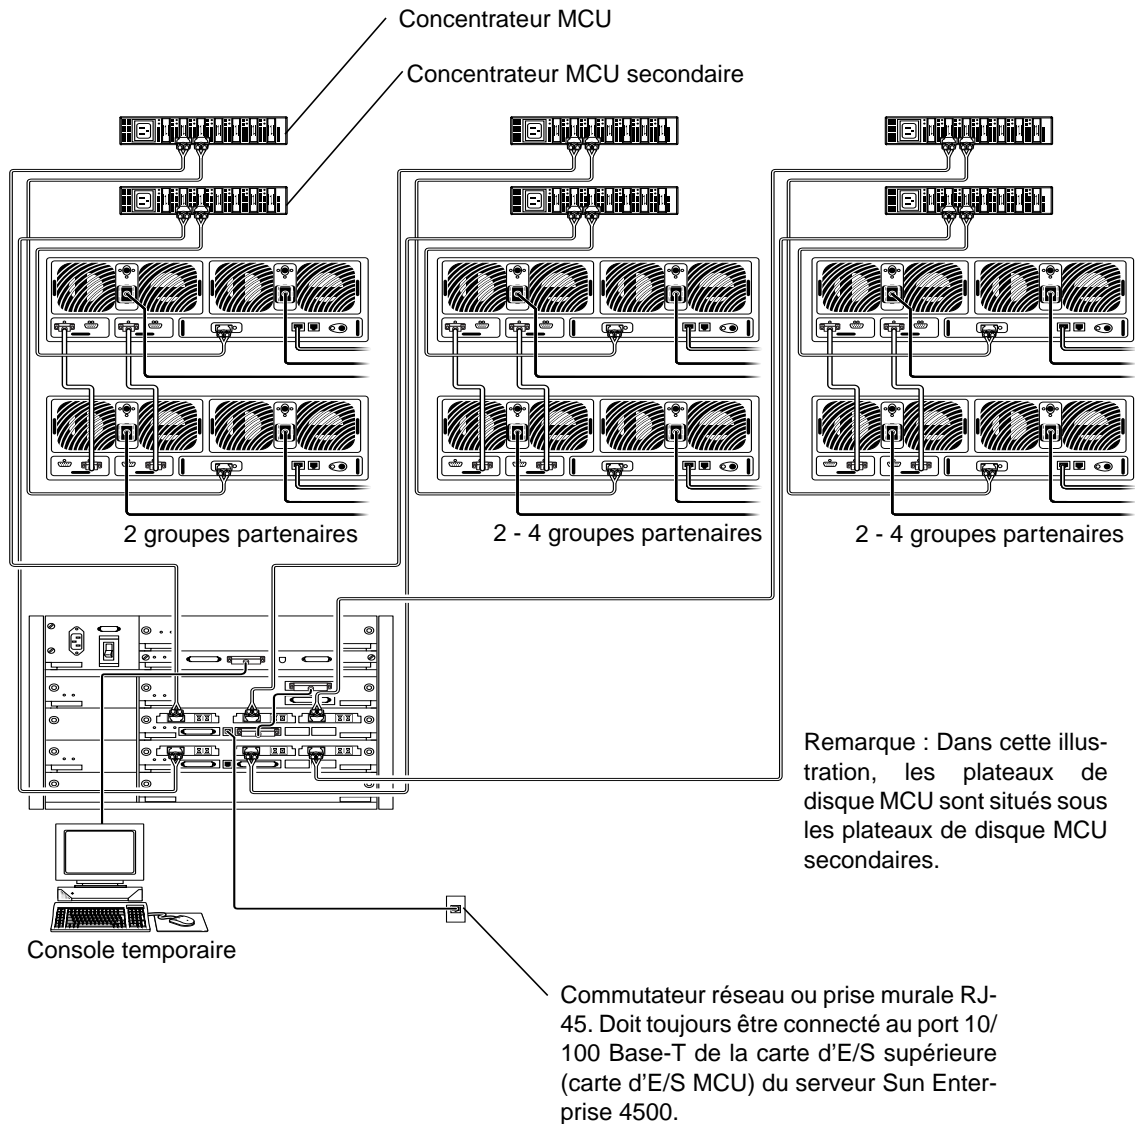 Concentrateur MCU
Concentrateur MCU secondaire
2 groupes partenaires
2 - 4 groupes partenaires
2 - 4 groupes partenaires
Remarque : Dans cette illus-
tration, les plateaux de
disque MCU sont situés sous
les plateaux de disque MCU
secondaires.
Console temporaire
Commutateur réseau ou prise murale RJ-
45. Doit toujours être connecté au port 10/
100 Base-T de la carte d'E/S supérieure
(carte d'E/S MCU) du serveur Sun Enter-
prise 4500.